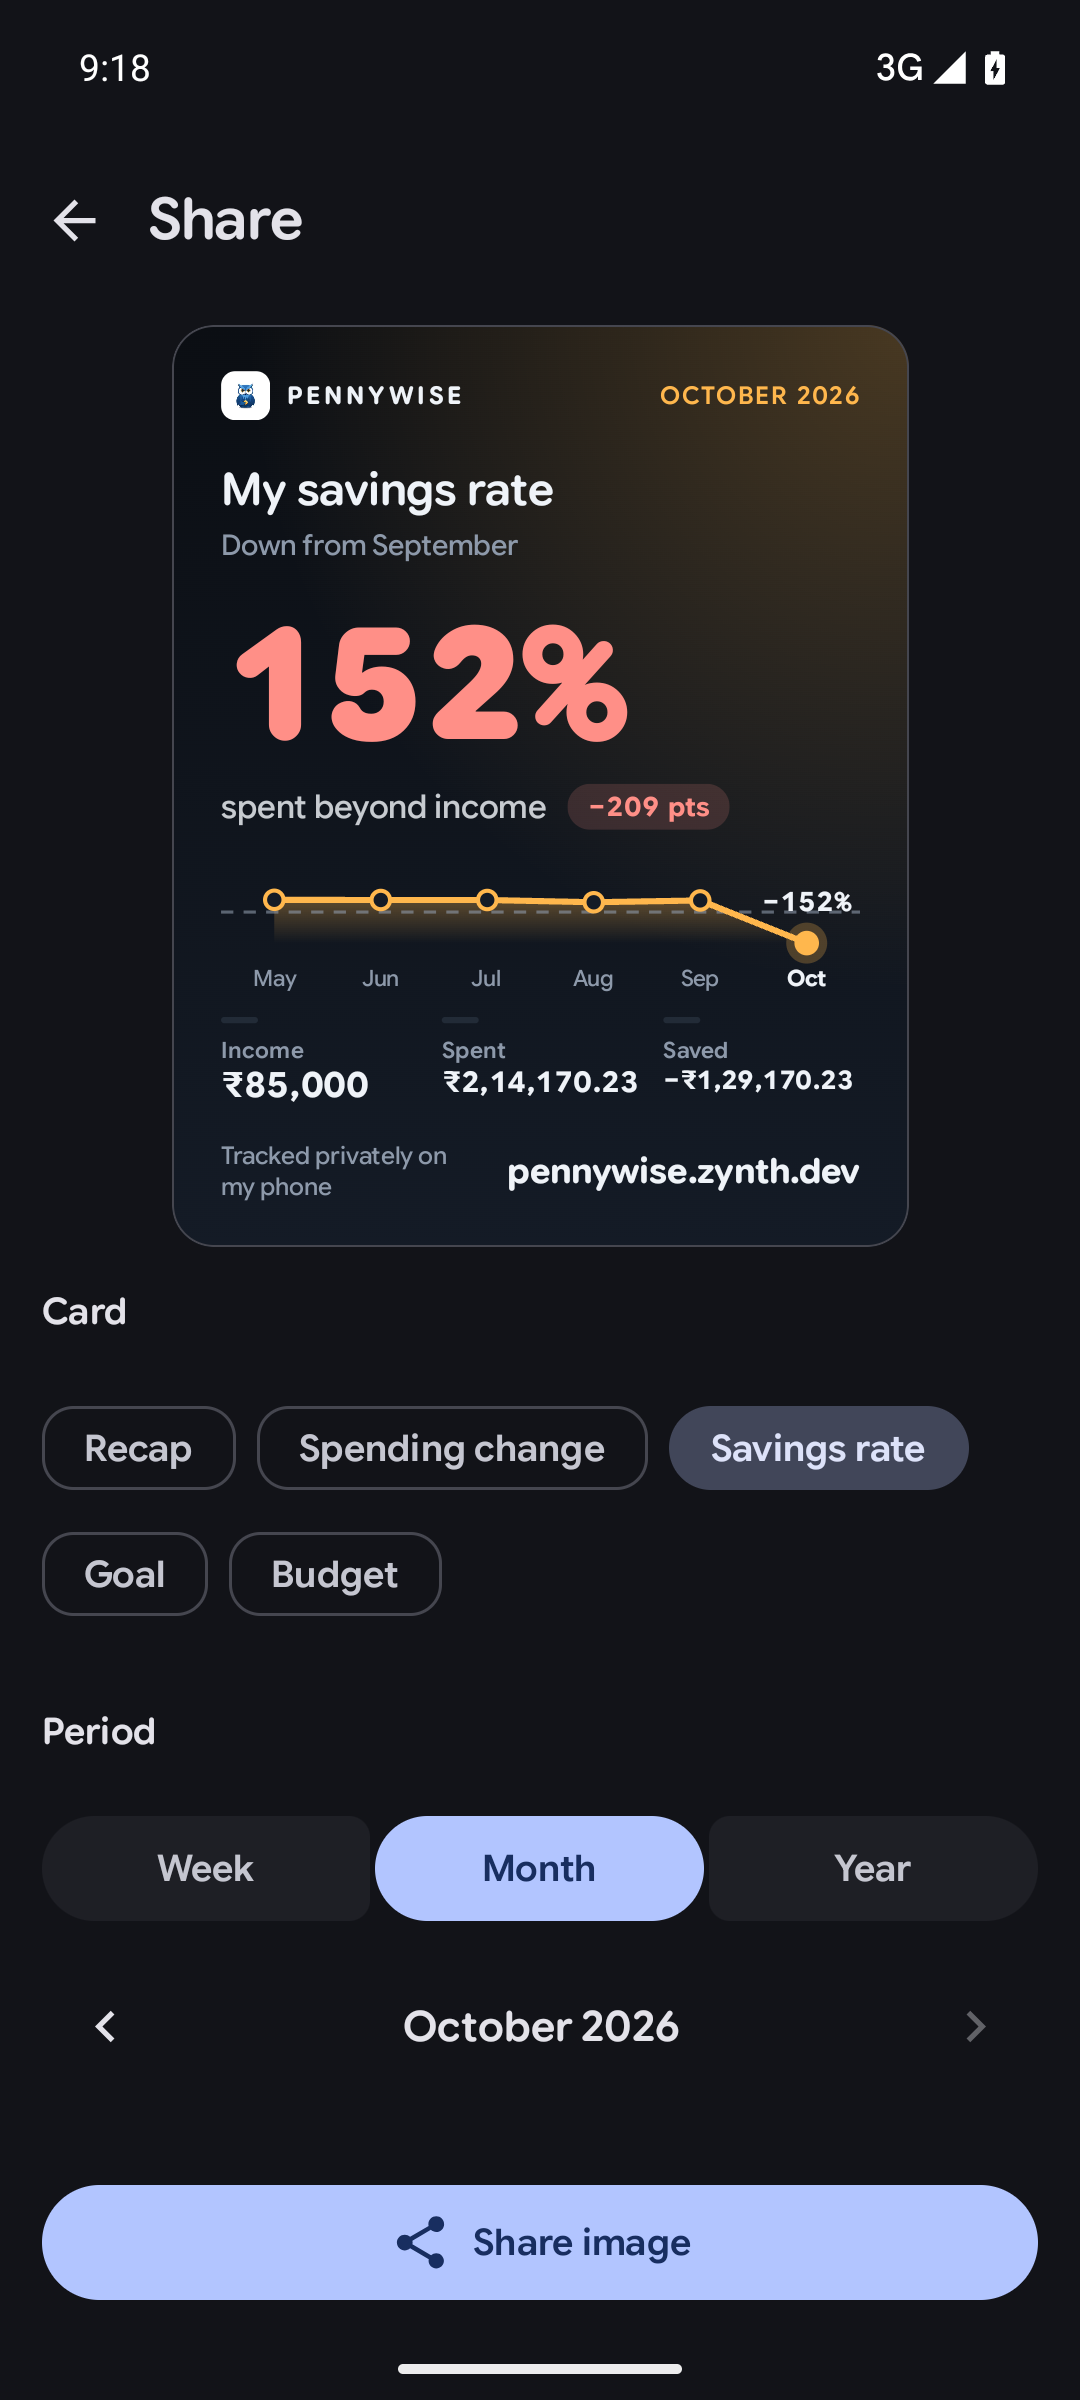 9:18
3G
Share
PENNYWISE
OCTOBER 2026
My savings rate
Down from September
152%
spent beyond income
−209 pts
−152%
May Jun Jul Aug Sep Oct
Income Spent Saved
₹85,000 ₹2,14,170.23 −₹1,29,170.23
Tracked privately on
my phone
pennywise.zynth.dev
Card
Recap Spending change Savings rate
Goal Budget
Period
Week Month Year
October 2026
Share image